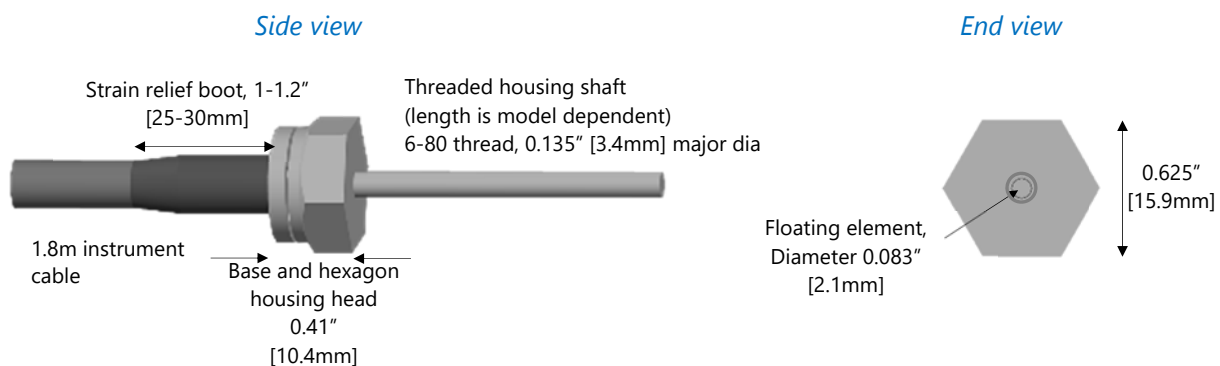 Side view
End view
Strain relief boot, 1-1.2”
[25-30mm]
Threaded housing shaft
(length is model dependent)
6-80 thread, 0.135” [3.4mm] major dia
1.8m instrument
cable
Base and hexagon
housing head
0.41”
[10.4mm]
Floating element,
Diameter 0.083”
[2.1mm]
0.625”
[15.9mm]